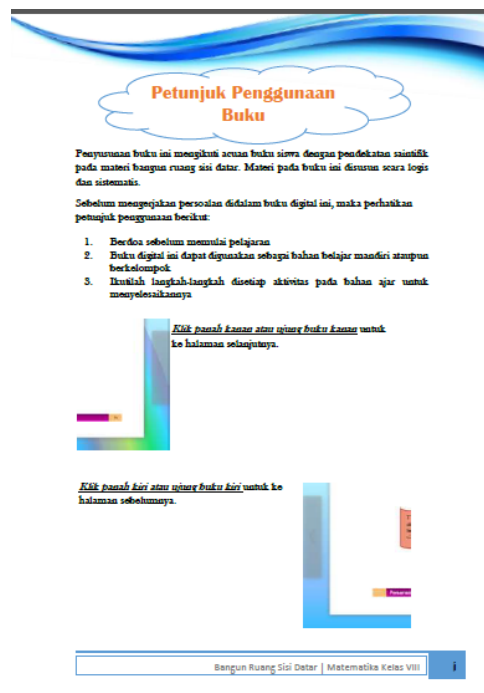 Petunjuk Penggunaan
Buku
Penyusunan buku ini mengikuti acuan buku siswa dengan pendekatan saintifik
pada materi bangun ruang sisi datar. Materi pada buku ini disusun seara logis
dan sistematis.
Sebelum mengerjakan persoalan didalam buku digital ini, maka perhatikan
petunjuk penggunaan berikut:
1. Berdoa sebelum memulai pelajaran
2. Buku digital ini dapat digunakan sebagai bahan belajar mandiri ataupun
berkelompok
3. Ikutilah langkah-langkah disetiap aktivitas pada bahan ajar untuk
menyelesaikannya
Klik panah kanan atau ujung buku kanan untuk
ke halaman selanjutnya.
Klik panah kiri atau ujung buku kiri untuk ke
halaman sebelumnya.
Bangun Ruang Sisi Datar | Matematika Kelas VIII i